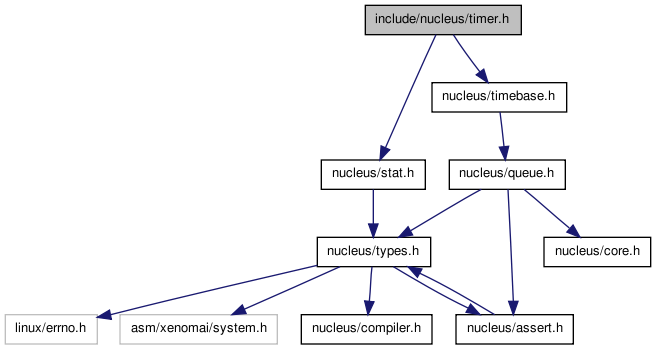 include/nucleus/timer.h
nucleus/timebase.h
nucleus/stat.h
nucleus/queue.h
nucleus/types.h
nucleus/core.h
linux/errno.h
asm/xenomai/system.h
nucleus/compiler.h
nucleus/assert.h